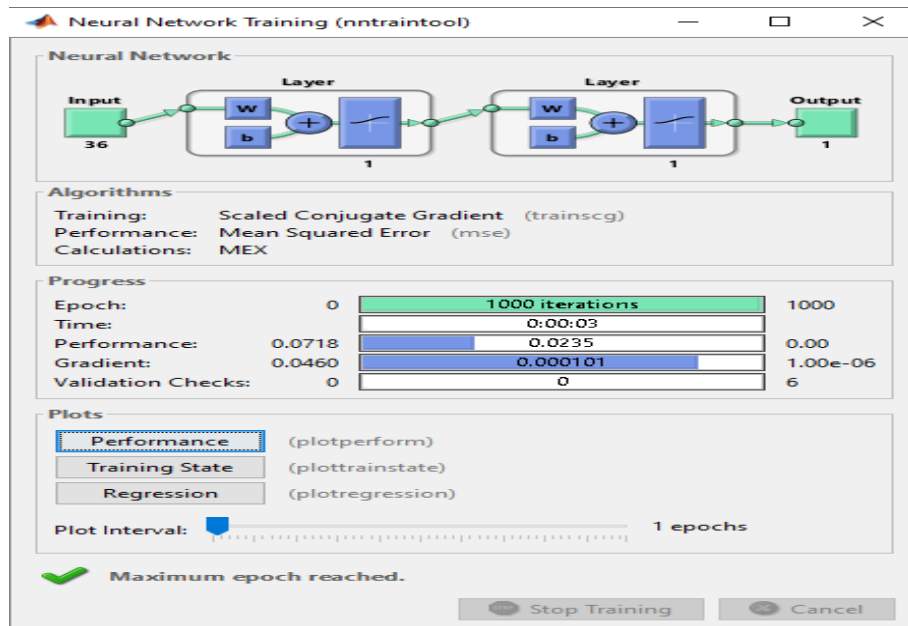 Neural Network Training (nntraintool)
Neural Network
Layer
Layer
Input
Output
W
W
b
b
36
1
1
1
Algorithms
Training: Scaled Conjugate Gradient (trainscg)
Performance: Mean Squared Error (mse)
Calculations: MEX
Progress
Epoch: 0 1000 iterations 1000
Time: 0:00:03
Performance: 0.0718 0.0235 0.00
Gradient: 0.0460 0.000101 1.00e-06
Validation Checks: 0 0 6
Plots
Performance (plotperform)
Training State (plottrainstate)
Regression (plotregression)
Plot Interval: 1 epochs
Maximum epoch reached.
Stop Training Cancel